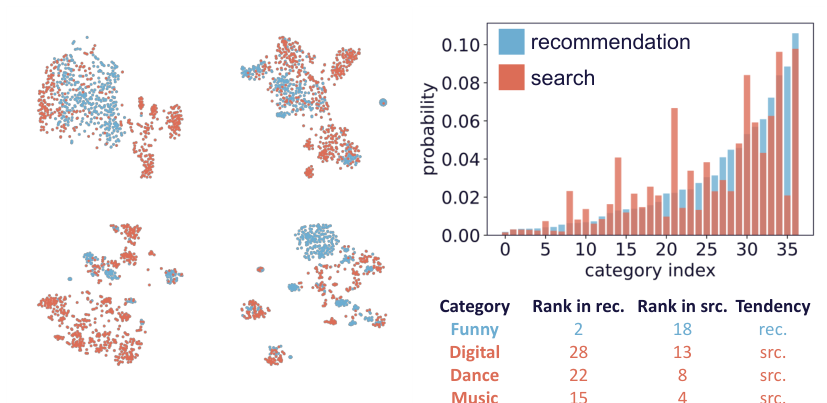 recommendation
search
probability
0.10
0.08
0.06
0.04
0.02
0.00
0 5 10 15 20 25 30 35
category index
Category Rank in rec. Rank in src. Tendency
Funny 2 18 rec.
Digital 28 13 src.
Dance 22 8 src.
Music 15 4 src.